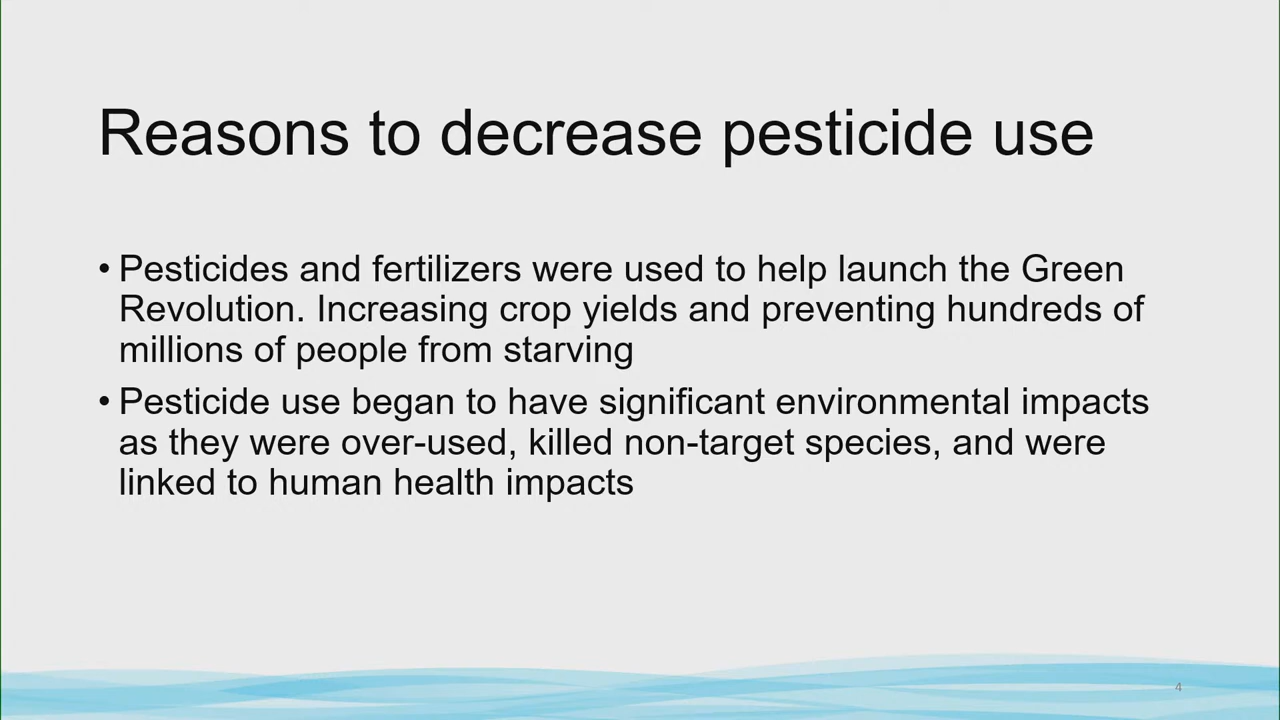 Reasons to decrease pesticide use
• Pesticides and fertilizers were used to help launch the Green
Revolution. Increasing crop yields and preventing hundreds of
millions of people from starving
• Pesticide use began to have significant environmental impacts
as they were over-used, killed non-target species, and were
linked to human health impacts
4